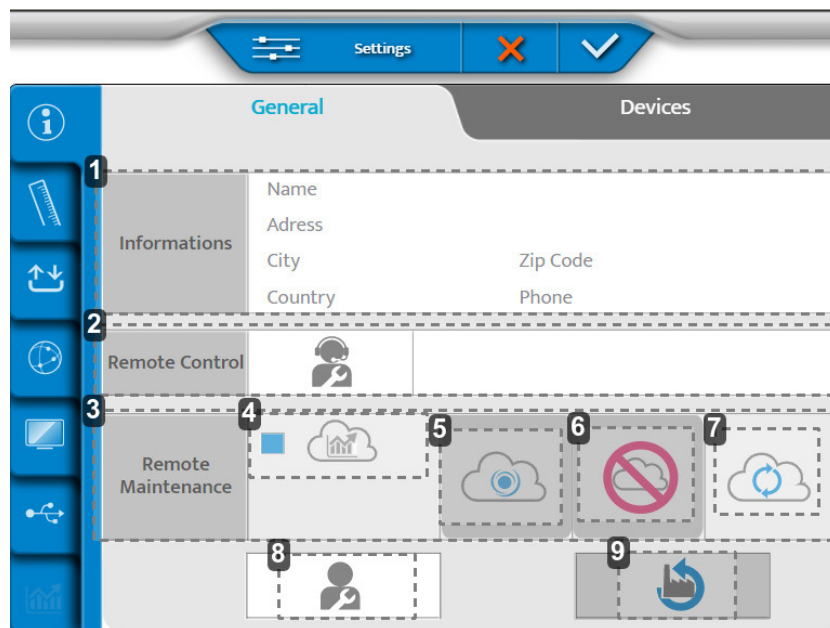 Settings
General
Devices
1
Informations
Name
Adress
City
Zip Code
Country
Phone
2
Remote Control
3
Remote
Maintenance
4
5
6
7
8
9